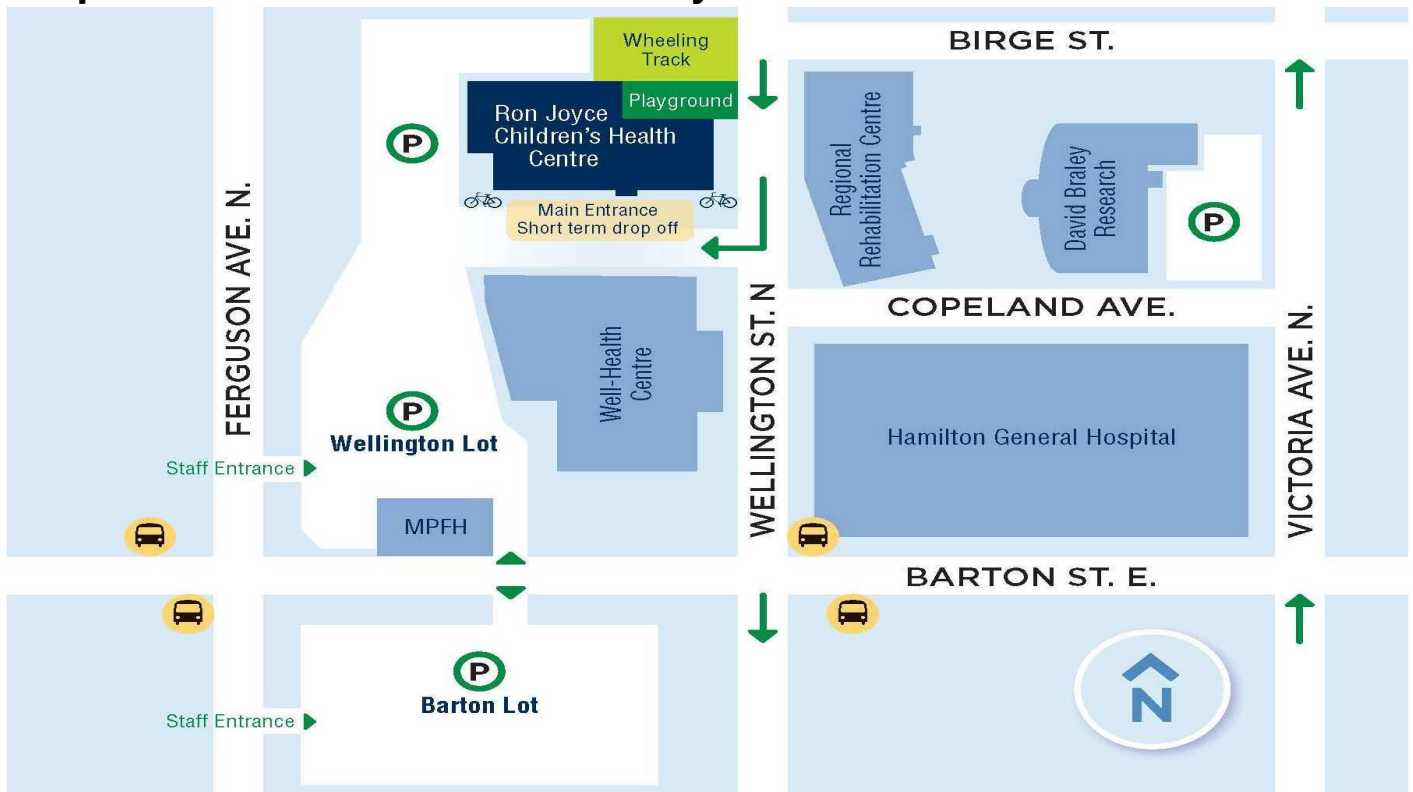 BIRGE ST.
Wheeling
Track
Playground
Ron Joyce
Children's Health
Centre
P
Main Entrance
Short term drop off
Regional
Rehabilitation Centre
David Braley
Research
P
FERGUSON AVE. N.
COPELAND AVE.
WELLINGTON ST. N
VICTORIA AVE. N.
Well-Health
Centre
P
Wellington Lot
Hamilton General Hospital
Staff Entrance
MPFH
BARTON ST. E.
P
Barton Lot
Staff Entrance
N